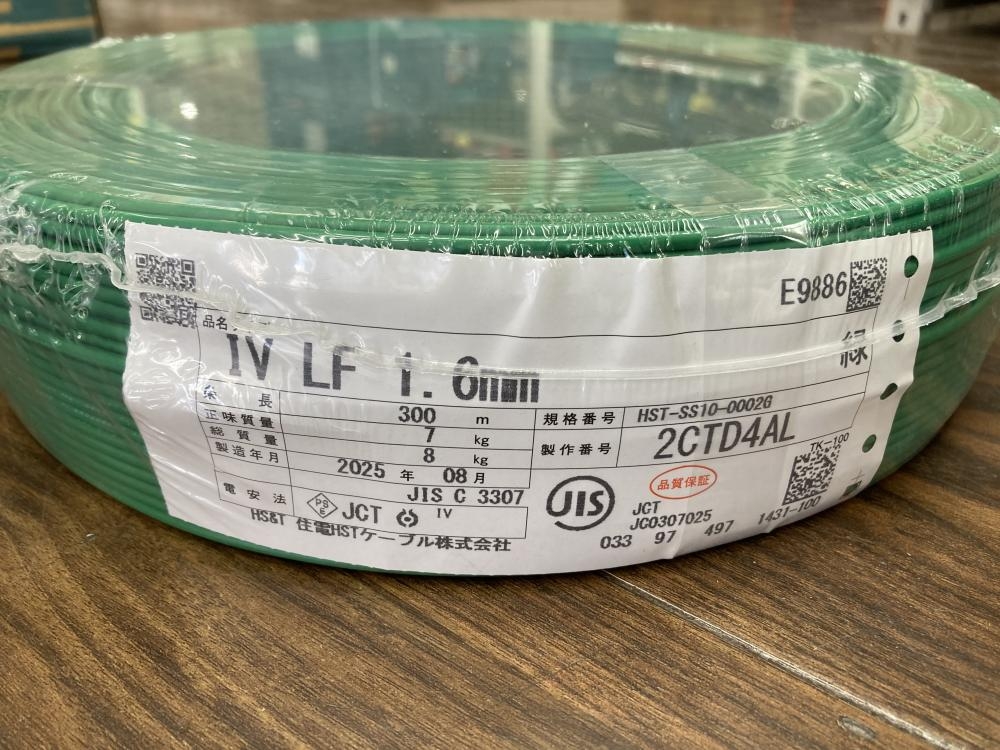 E9886
品名
IV LF 1.6mm 緑
条長 300 m
正味質量 7 kg
総質量 8 kg
製造年月 2025 年 08 月
規格番号 HST-SS10-0002G
製作番号 2CTD4AL
JIS C 3307
電安法 PSE JCT IV
HS&T 住電HSTケーブル株式会社
JIS
品質保証
JCT
JC0307025
033 97 497 1431-100
TK-100